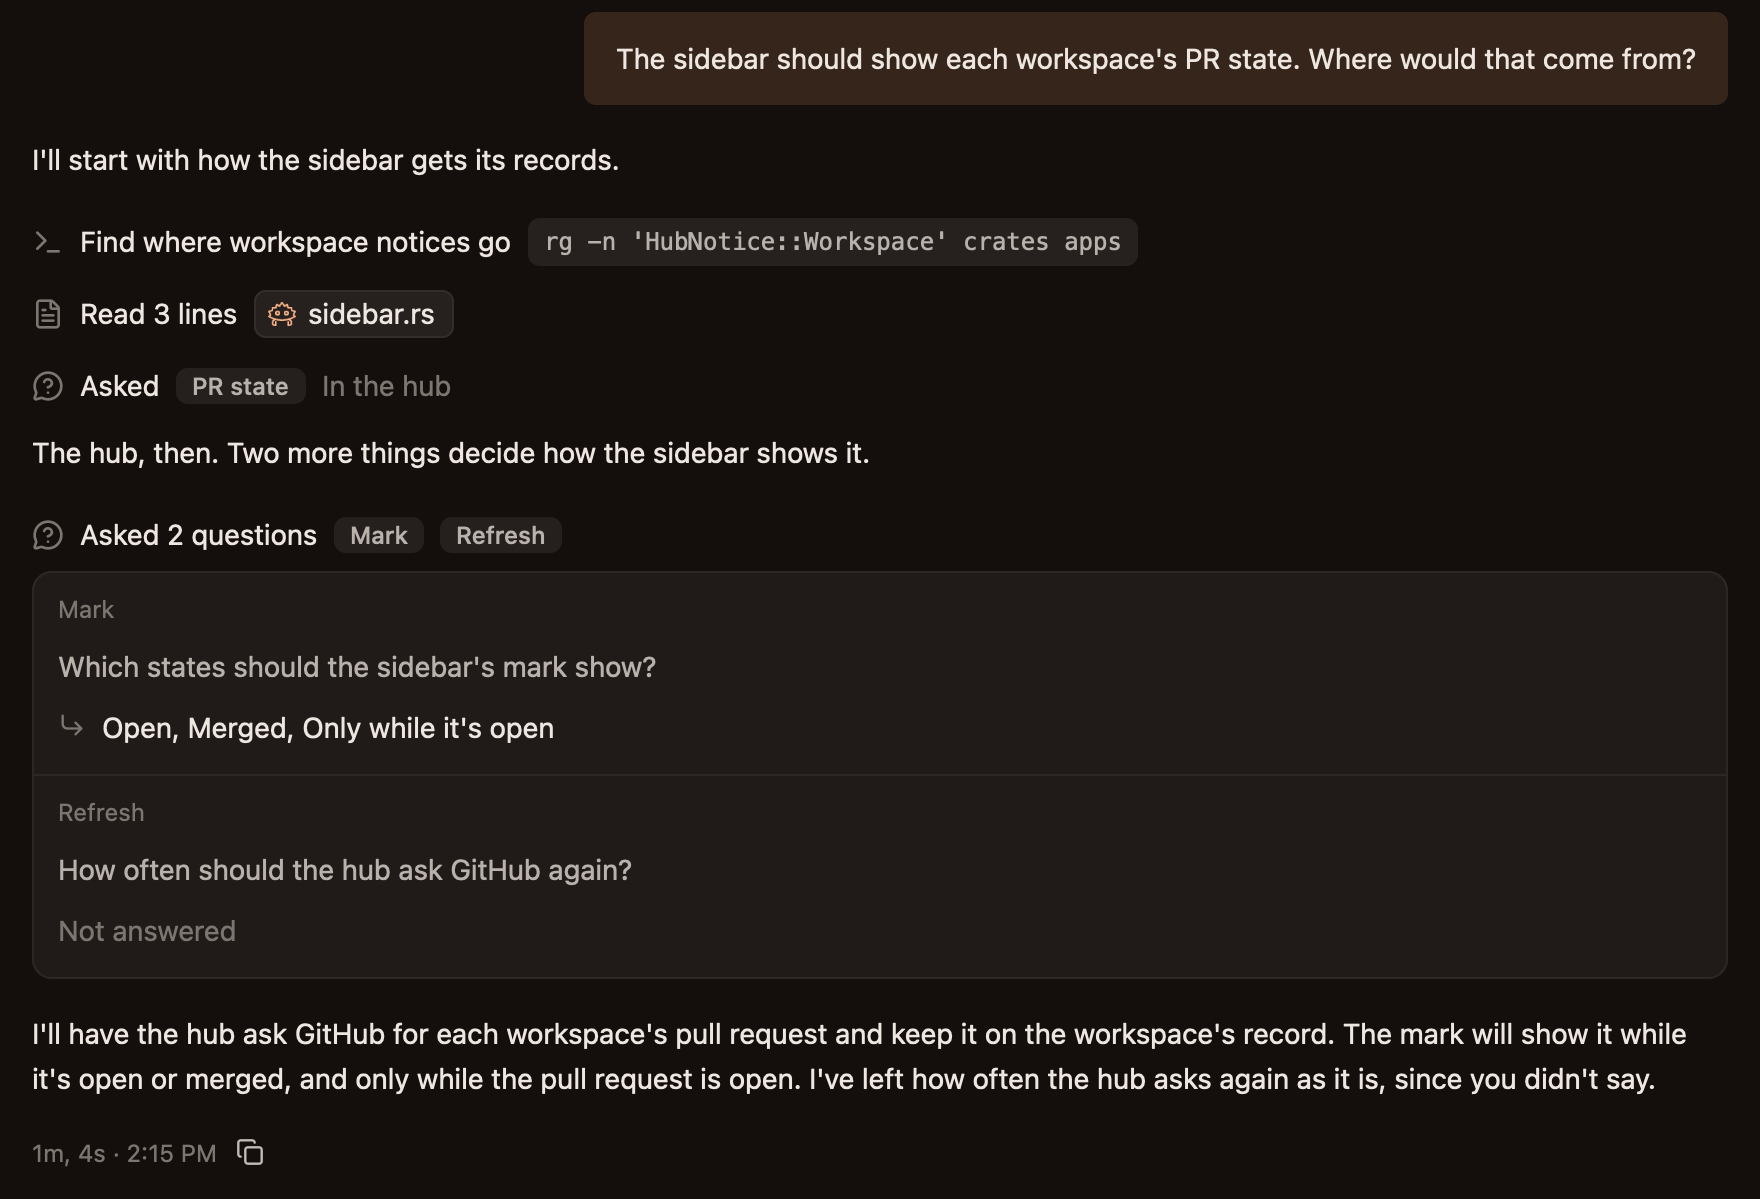 The sidebar should show each workspace's PR state. Where would that come from?
I'll start with how the sidebar gets its records.
Find where workspace notices go rg -n 'HubNotice::Workspace' crates apps
Read 3 lines sidebar.rs
Asked PR state In the hub
The hub, then. Two more things decide how the sidebar shows it.
Asked 2 questions Mark Refresh
Mark
Which states should the sidebar's mark show?
Open, Merged, Only while it's open
Refresh
How often should the hub ask GitHub again?
Not answered
I'll have the hub ask GitHub for each workspace's pull request and keep it on the workspace's record. The mark will show it while
it's open or merged, and only while the pull request is open. I've left how often the hub asks again as it is, since you didn't say.
1m, 4s · 2:15 PM